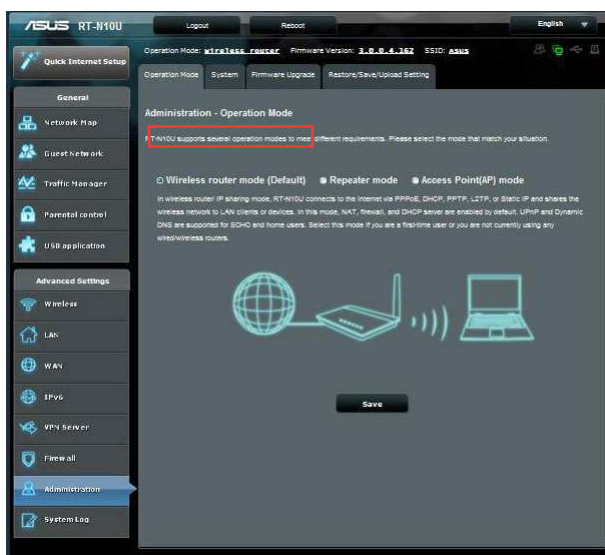 ASUS RT-N10U Logout Reboot English
Operation Mode: wireless router Firmware Version: 3.0.0.4.162 SSID: ASUS
Quick Internet Setup
Operation Mode System Firmware Upgrade Restore/Save/Upload Setting
General
Network Map
Guest Network
Traffic Manager
Parental control
USB application
Advanced Settings
Wireless
LAN
WAN
IPv6
VPN Server
Firewall
Administration
System Log
Administration - Operation Mode
RT-N10U supports several operation modes to meet different requirements. Please select the mode that match your situation.
Wireless router mode (Default) Repeater mode Access Point(AP) mode
In wireless router/ IP sharing mode, RT-N10U connects to the Internet via PPPoE, DHCP, PPTP, L2TP, or Static IP and shares the
wireless network to LAN clients or devices. In this mode, NAT, firewall, and DHCP server are enabled by default. UPnP and Dynamic
DNS are supported for SOHO and home users. Select this mode if you are a first-time user or you are not currently using any
wired/wireless routers.
Save